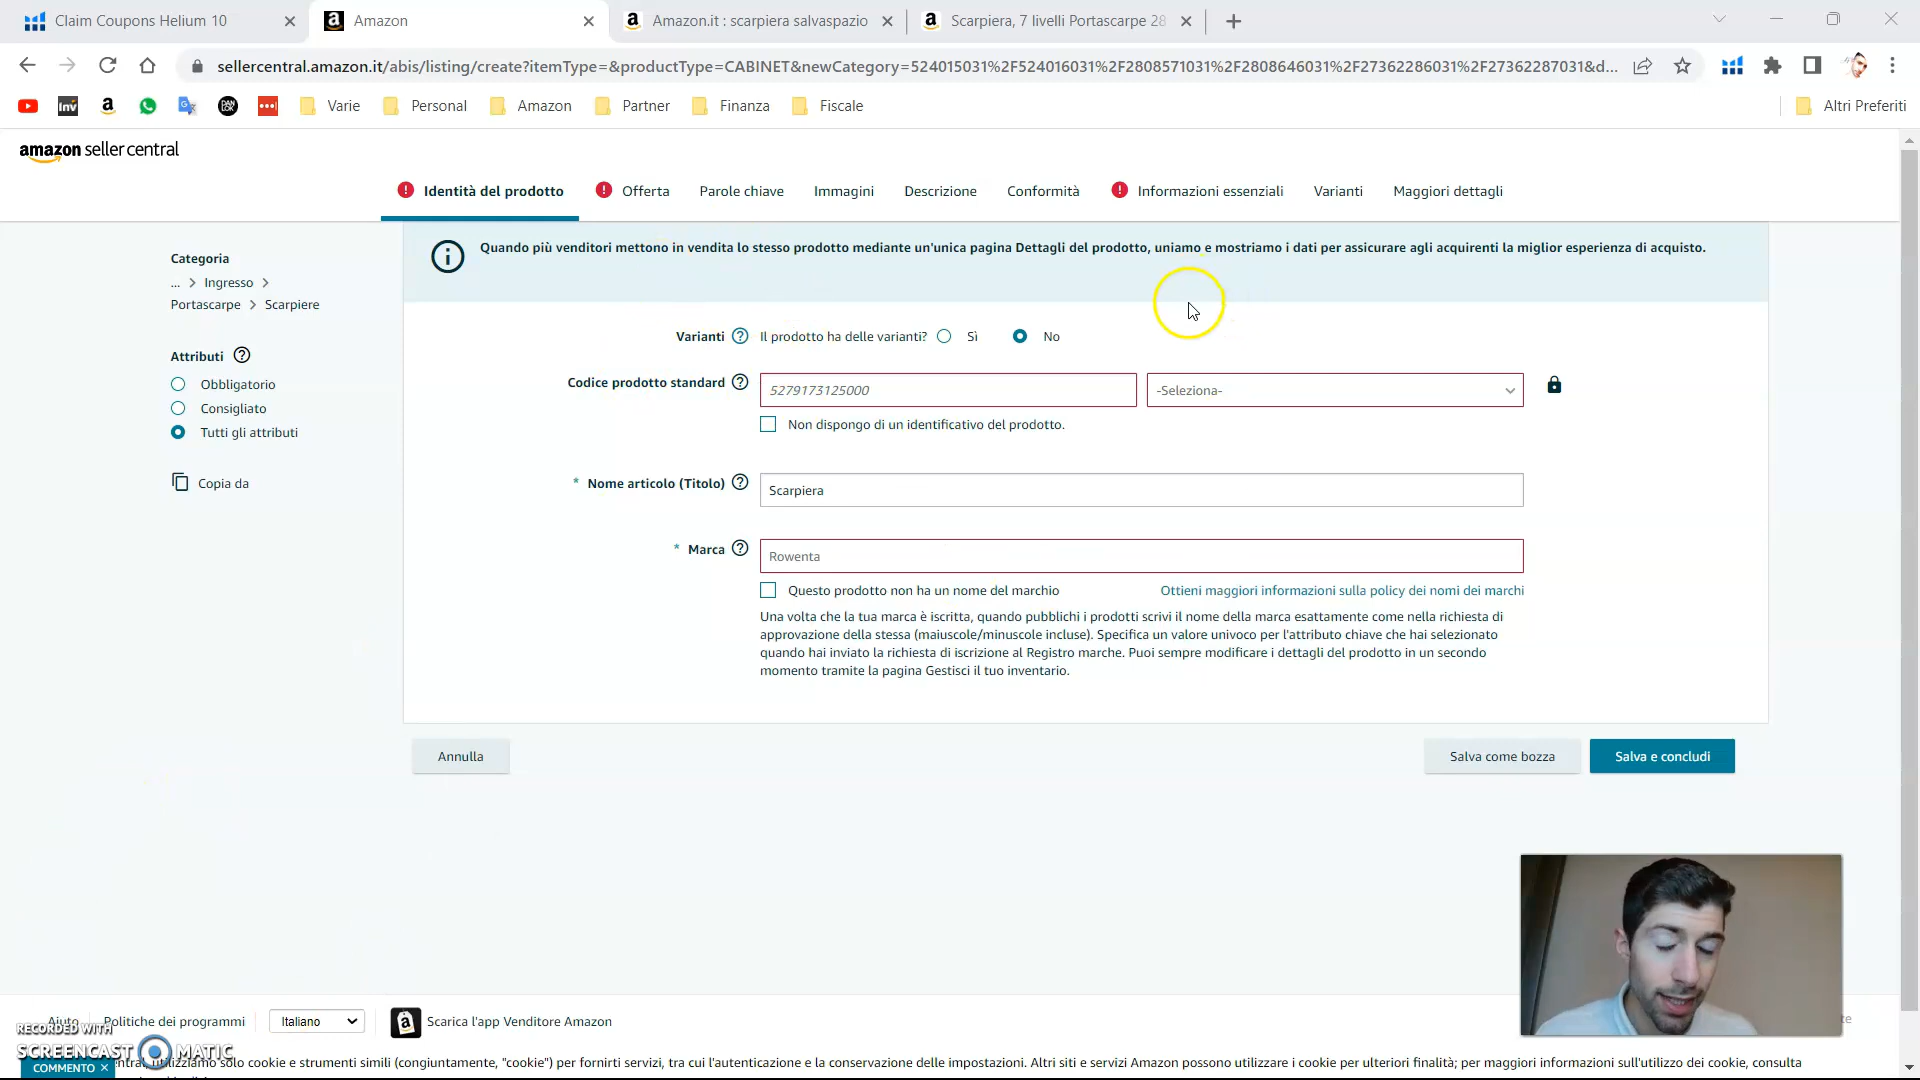 Claim Coupons Helium 10
Amazon
Amazon.it : scarpiera salvaspazio
Scarpiera, 7 livelli Portascarpe 28
sellercentral.amazon.it/abis/listing/create?itemType=&productType=CABINET&newCategory=524015031%2F524016031%2F2808571031%2F2808646031%2F27362286031%2F27362287031&d...
Inv
PAN LOK
Varie
Personal
Amazon
Partner
Finanza
Fiscale
Altri Preferiti
amazon seller central
Identità del prodotto
Offerta
Parole chiave
Immagini
Descrizione
Conformità
Informazioni essenziali
Varianti
Maggiori dettagli
Quando più venditori mettono in vendita lo stesso prodotto mediante un'unica pagina Dettagli del prodotto, uniamo e mostriamo i dati per assicurare agli acquirenti la miglior esperienza di acquisto.
Categoria
... > Ingresso >
Portascarpe > Scarpiere
Attributi
Obbligatorio
Consigliato
Tutti gli attributi
Copia da
Varianti Il prodotto ha delle varianti? Sì No
Codice prodotto standard 5279173125000 -Seleziona-
Non dispongo di un identificativo del prodotto.
* Nome articolo (Titolo) Scarpiera
* Marca Rowenta
Questo prodotto non ha un nome del marchio Ottieni maggiori informazioni sulla policy dei nomi dei marchi
Una volta che la tua marca è iscritta, quando pubblichi i prodotti scrivi il nome della marca esattamente come nella richiesta di
approvazione della stessa (maiuscole/minuscole incluse). Specifica un valore univoco per l'attributo chiave che hai selezionato
quando hai inviato la richiesta di iscrizione al Registro marche. Puoi sempre modificare i dettagli del prodotto in un secondo
momento tramite la pagina Gestisci il tuo inventario.
Annulla
Salva come bozza
Salva e concludi
Aiuto
Politiche dei programmi
Italiano
Scarica l'app Venditore Amazon
RECORDED WITH
SCREENCAST MATIC
utilizziamo solo cookie e strumenti simili (congiuntamente, "cookie") per fornirti servizi, tra cui l'autenticazione e la conservazione delle impostazioni. Altri siti e servizi Amazon possono utilizzare i cookie per ulteriori finalità; per maggiori informazioni sull'utilizzo dei cookie, consulta
COMMENTO ×